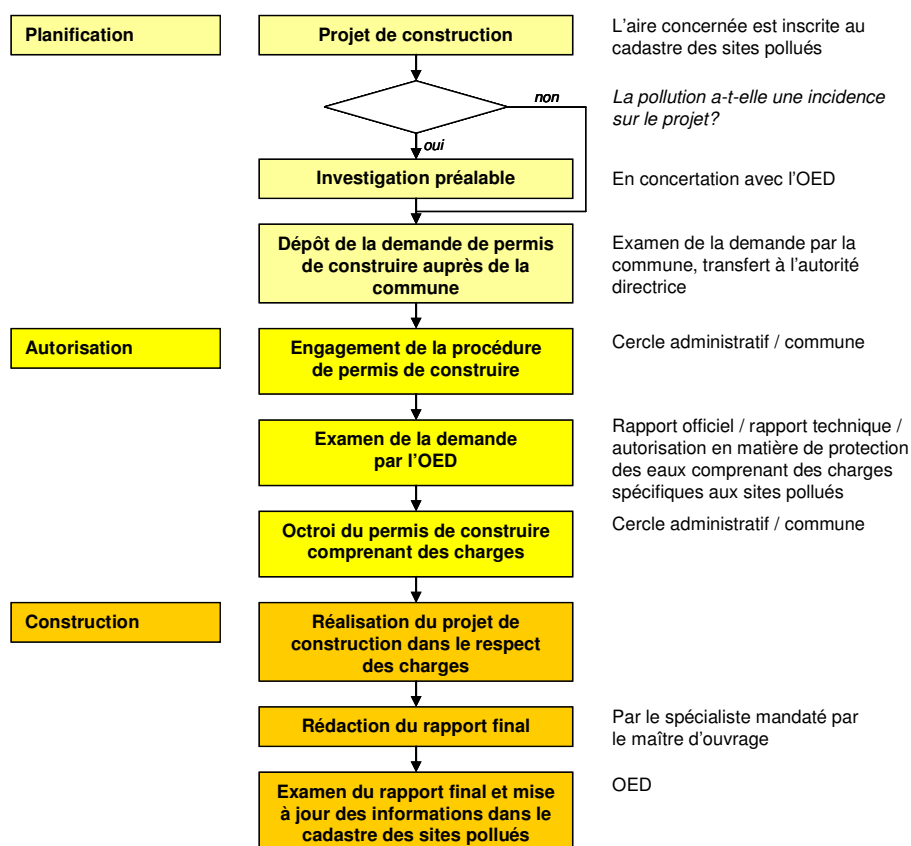 Planification
Projet de construction
L'aire concernée est inscrite au
cadastre des sites pollués
non
La pollution a-t-elle une incidence
sur le projet?
oui
Investigation préalable
En concertation avec l'OED
Dépôt de la demande de permis
de construire auprès de la
commune
Examen de la demande par la
commune, transfert à l'autorité
directrice
Autorisation
Engagement de la procédure
de permis de construire
Cercle administratif / commune
Examen de la demande
par l'OED
Rapport officiel / rapport technique /
autorisation en matière de protection
des eaux comprenant des charges
spécifiques aux sites pollués
Octroi du permis de construire
comprenant des charges
Cercle administratif / commune
Construction
Réalisation du projet de
construction dans le respect
des charges
Rédaction du rapport final
Par le spécialiste mandaté par
le maître d'ouvrage
Examen du rapport final et mise
à jour des informations dans le
cadastre des sites pollués
OED